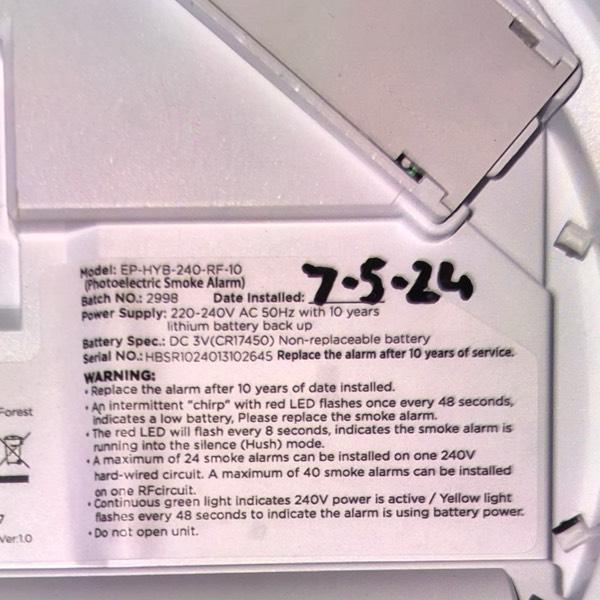 Model: EP-HYB-240-RF-10
(Photoelectric Smoke Alarm)
Batch NO.: 2998 Date Installed: 7-5-24
Power Supply: 220-240V AC 50Hz with 10 years
lithium battery back up
Battery Spec.: DC 3V(CR17450) Non-replaceable battery
Serial NO.: HBSR1024013102645 Replace the alarm after 10 years of service.
WARNING:
• Replace the alarm after 10 years of date installed.
• An intermittent "chirp" with red LED flashes once every 48 seconds,
indicates a low battery, Please replace the smoke alarm.
• The red LED will flash every 8 seconds, indicates the smoke alarm is
running into the silence (Hush) mode.
• A maximum of 24 smoke alarms can be installed on one 240V
hard-wired circuit. A maximum of 40 smoke alarms can be installed
on one RFcircuit.
• Continuous green light indicates 240V power is active / Yellow light
flashes every 48 seconds to indicate the alarm is using battery power.
• Do not open unit.
Forest
Ver:1.0